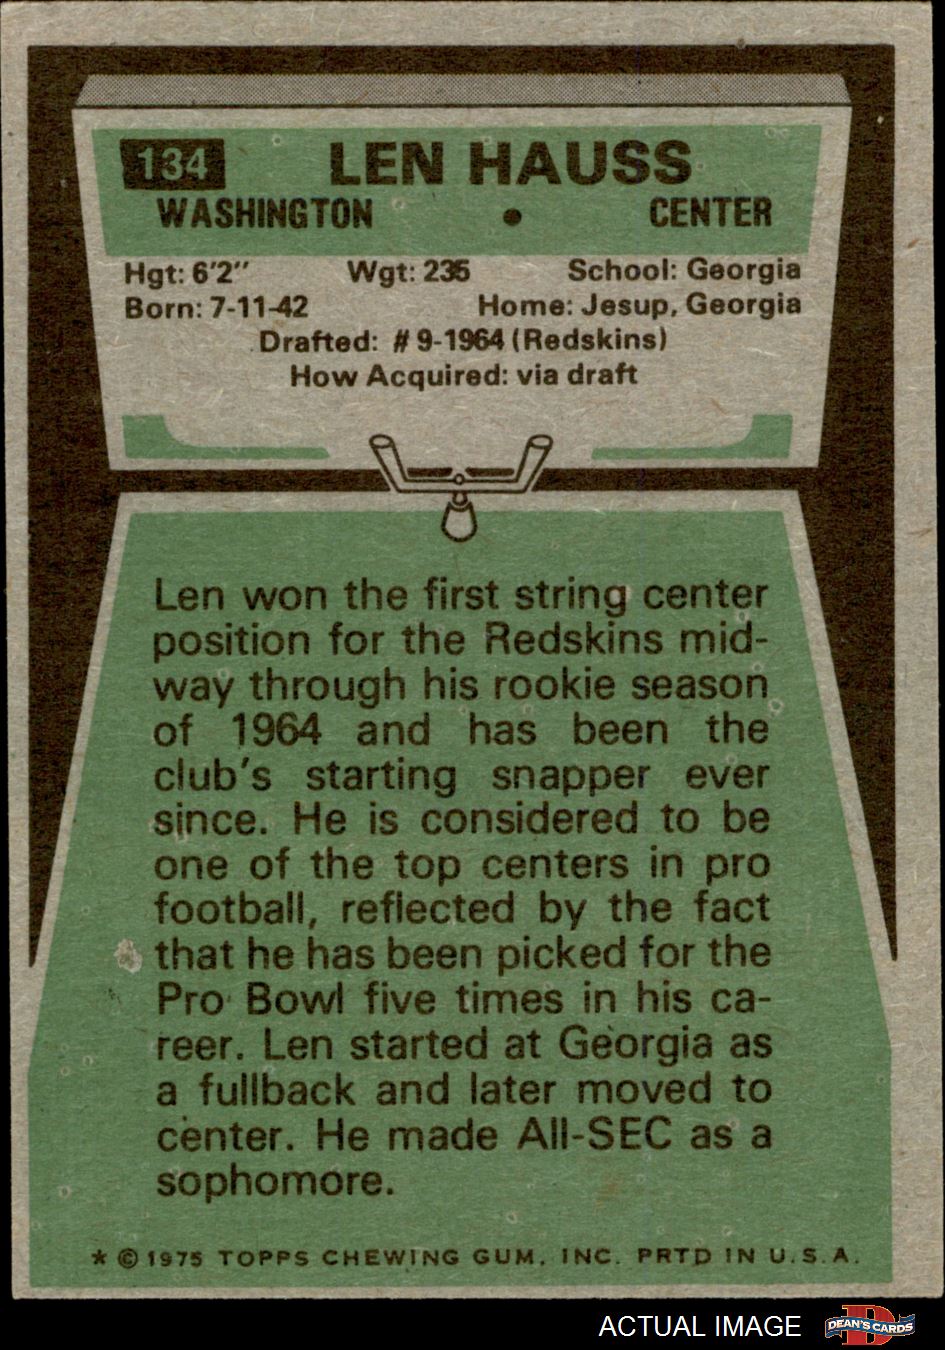 134 LEN HAUSS
WASHINGTON • CENTER
Hgt: 6'2" Wgt: 235 School: Georgia
Born: 7-11-42 Home: Jesup, Georgia
Drafted: #9-1964 (Redskins)
How Acquired: via draft
Len won the first string center
position for the Redskins mid-
way through his rookie season
of 1964 and has been the
club's starting snapper ever
since. He is considered to be
one of the top centers in pro
football, reflected by the fact
that he has been picked for the
Pro Bowl five times in his ca-
reer. Len started at Georgia as
a fullback and later moved to
center. He made All-SEC as a
sophomore.
* © 1975 TOPPS CHEWING GUM, INC. PRTD IN U.S.A.
ACTUAL IMAGE DEAN'S CARDS